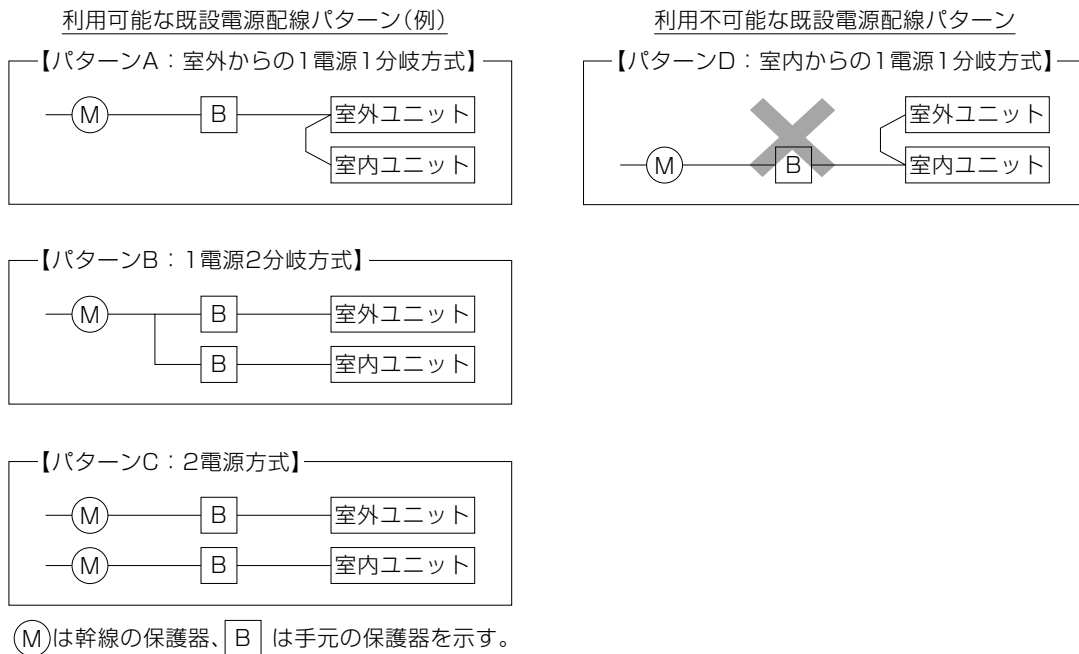 利用可能な既設電源配線パターン(例)
【パターンA:室外からの1電源1分岐方式】
M B 室外ユニット
室内ユニット
【パターンB:1電源2分岐方式】
M B 室外ユニット
B 室内ユニット
【パターンC:2電源方式】
M B 室外ユニット
M B 室内ユニット
Mは幹線の保護器、B は手元の保護器を示す。
利用不可能な既設電源配線パターン
【パターンD:室内からの1電源1分岐方式】
室外ユニット
M B 室内ユニット